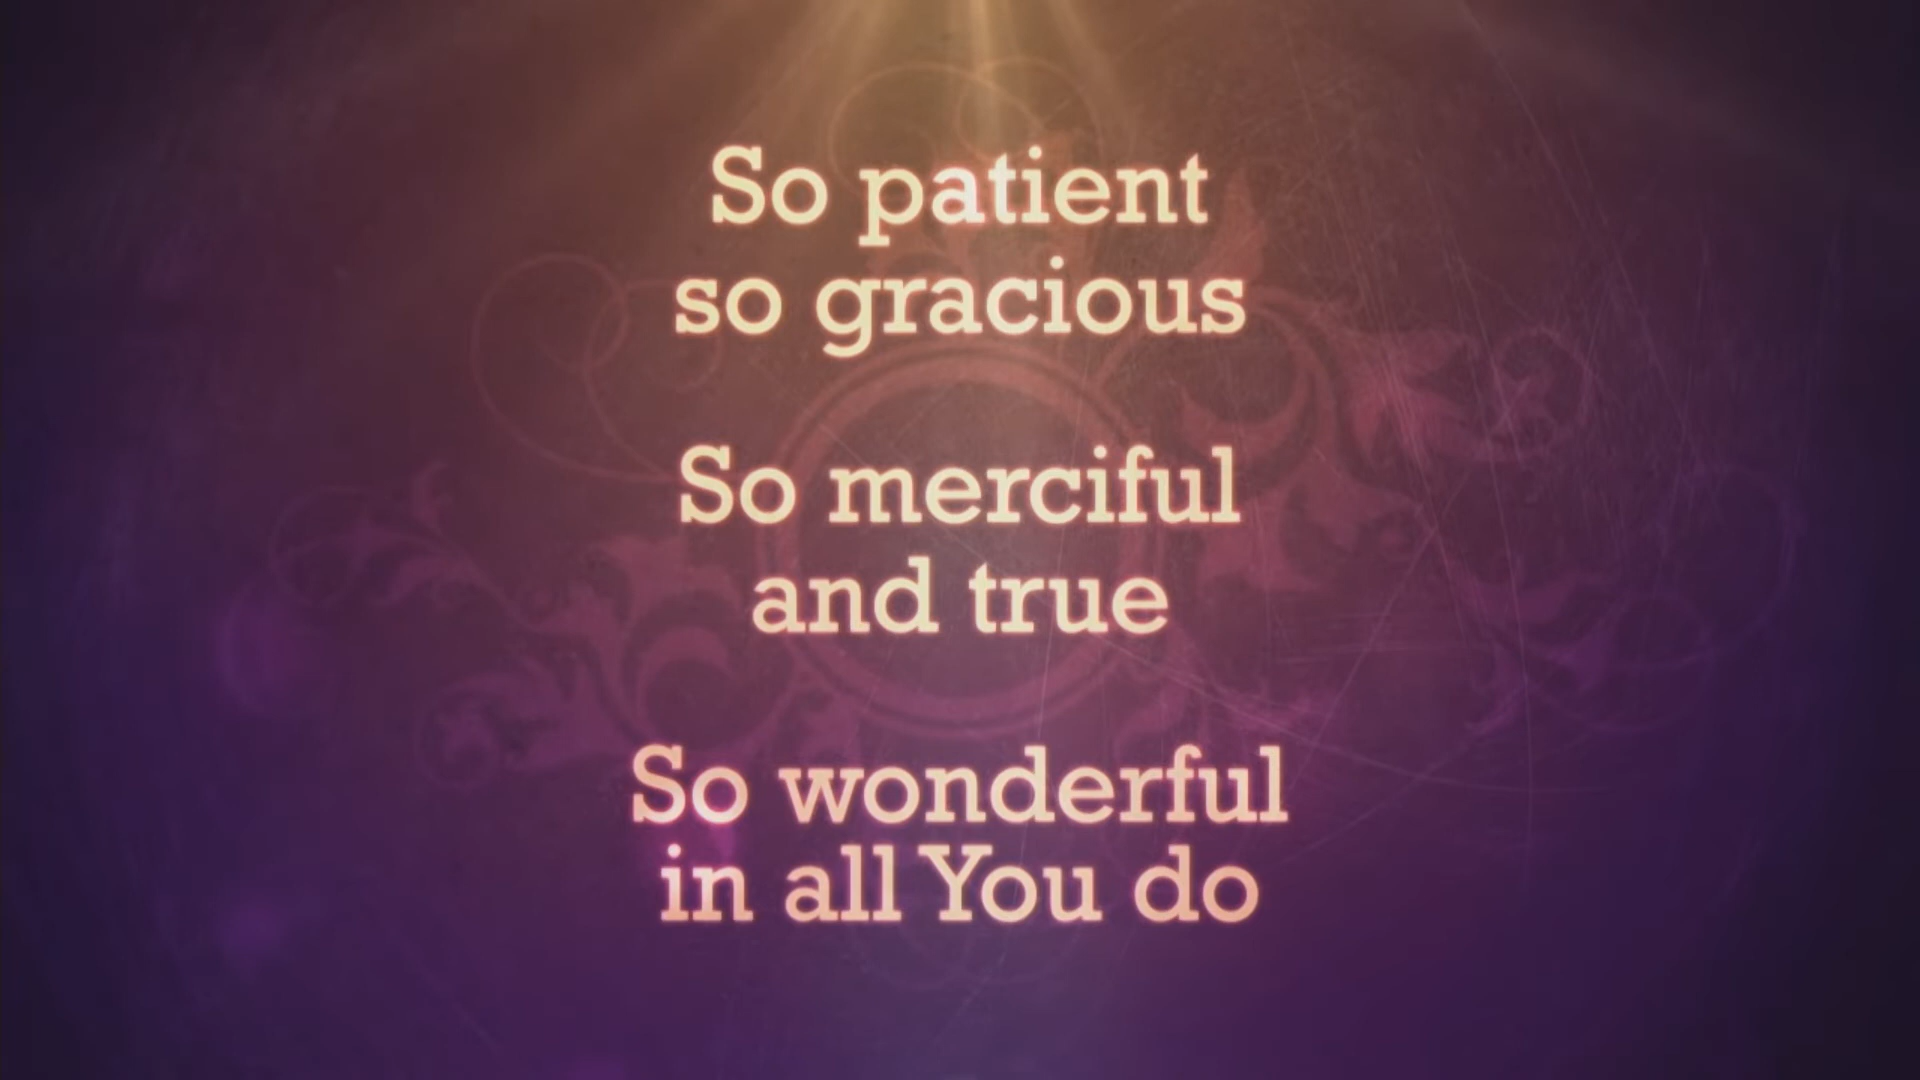 So patient
so gracious
So merciful
and true
So wonderful
in all You do